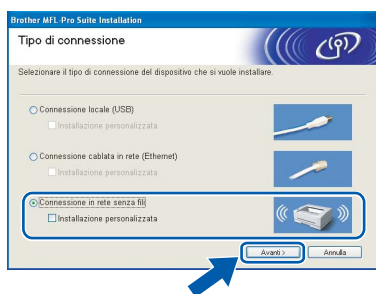 Brother MFL-Pro Suite Installation
Tipo di connessione
Selezionare il tipo di connessione del dispositivo che si vuole installare.
Connessione locale (USB)
Installazione personalizzata
Connessione cablata in rete (Ethernet)
Installazione personalizzata
Connessione in rete senza fili
Installazione personalizzata
Avanti >
Annulla